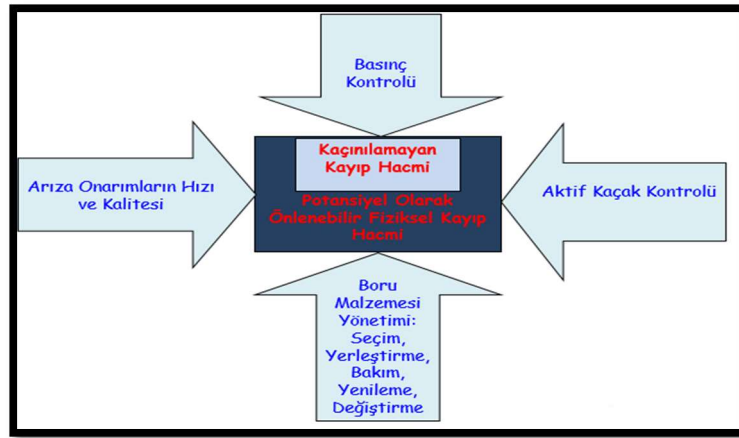 Basınç
Kontrolü
Kaçınılamayan
Kayıp Hacmi
Potansiyel Olarak
Önlenebilir Fiziksel Kayıp
Hacmi
Arıza Onarımların Hızı
ve Kalitesi
Aktif Kaçak Kontrolü
Boru
Malzemesi
Yönetimi:
Seçim,
Yerleştirme,
Bakım,
Yenileme,
Değiştirme